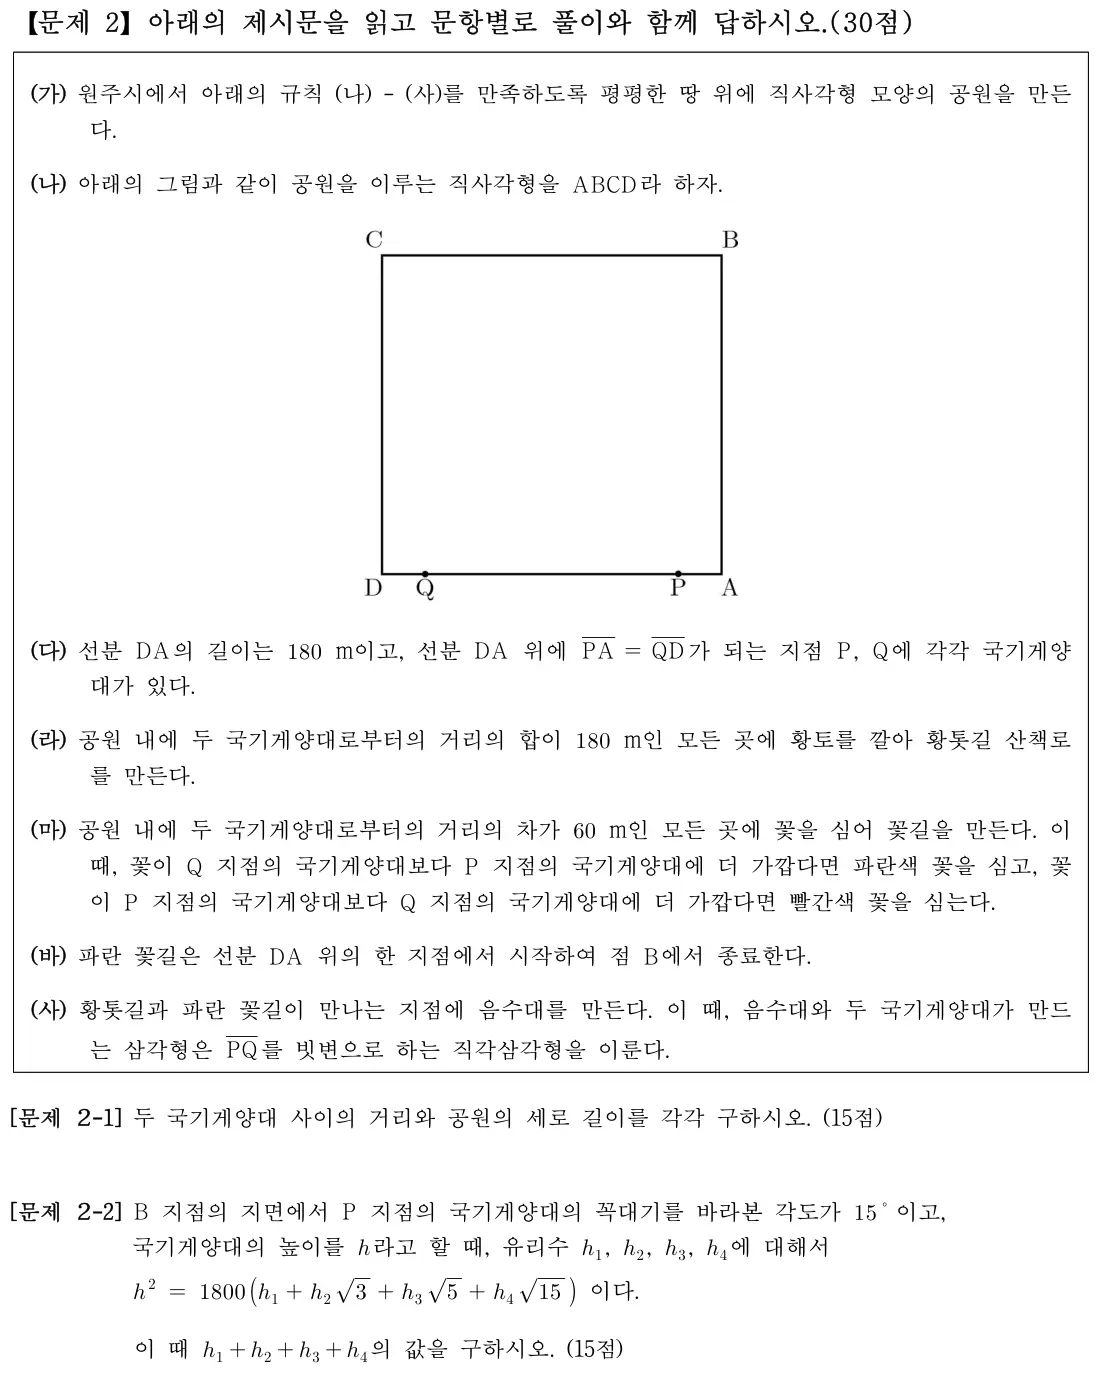 【문제 2】아래의 제시문을 읽고 문항별로 풀이와 함께 답하시오.(30점)
(가) 원주시에서 아래의 규칙 (나) - (사)를 만족하도록 평평한 땅 위에 직사각형 모양의 공원을 만든
다.
(나) 아래의 그림과 같이 공원을 이루는 직사각형을 ABCD라 하자.
C B
D Q P A
(다) 선분 DA의 길이는 180 m이고, 선분 DA 위에 \overline{PA} = \overline{QD}가 되는 지점 P, Q에 각각 국기게양
대가 있다.
(라) 공원 내에 두 국기게양대로부터의 거리의 합이 180 m인 모든 곳에 황토를 깔아 황톳길 산책로
를 만든다.
(마) 공원 내에 두 국기게양대로부터의 거리의 차가 60 m인 모든 곳에 꽃을 심어 꽃길을 만든다. 이
때, 꽃이 Q 지점의 국기게양대보다 P 지점의 국기게양대에 더 가깝다면 파란색 꽃을 심고, 꽃
이 P 지점의 국기게양대보다 Q 지점의 국기게양대에 더 가깝다면 빨간색 꽃을 심는다.
(바) 파란 꽃길은 선분 DA 위의 한 지점에서 시작하여 점 B에서 종료한다.
(사) 황톳길과 파란 꽃길이 만나는 지점에 음수대를 만든다. 이 때, 음수대와 두 국기게양대가 만드
는 삼각형은 \overline{PQ}를 빗변으로 하는 직각삼각형을 이룬다.
[문제 2-1] 두 국기게양대 사이의 거리와 공원의 세로 길이를 각각 구하시오. (15점)
[문제 2-2] B 지점의 지면에서 P 지점의 국기게양대의 꼭대기를 바라본 각도가 15°이고,
국기게양대의 높이를 h라고 할 때, 유리수 h₁, h₂, h₃, h₄에 대해서
h² = 1800(h₁ + h₂√3 + h₃√5 + h₄√15) 이다.
이 때 h₁+h₂+h₃+h₄의 값을 구하시오. (15점)